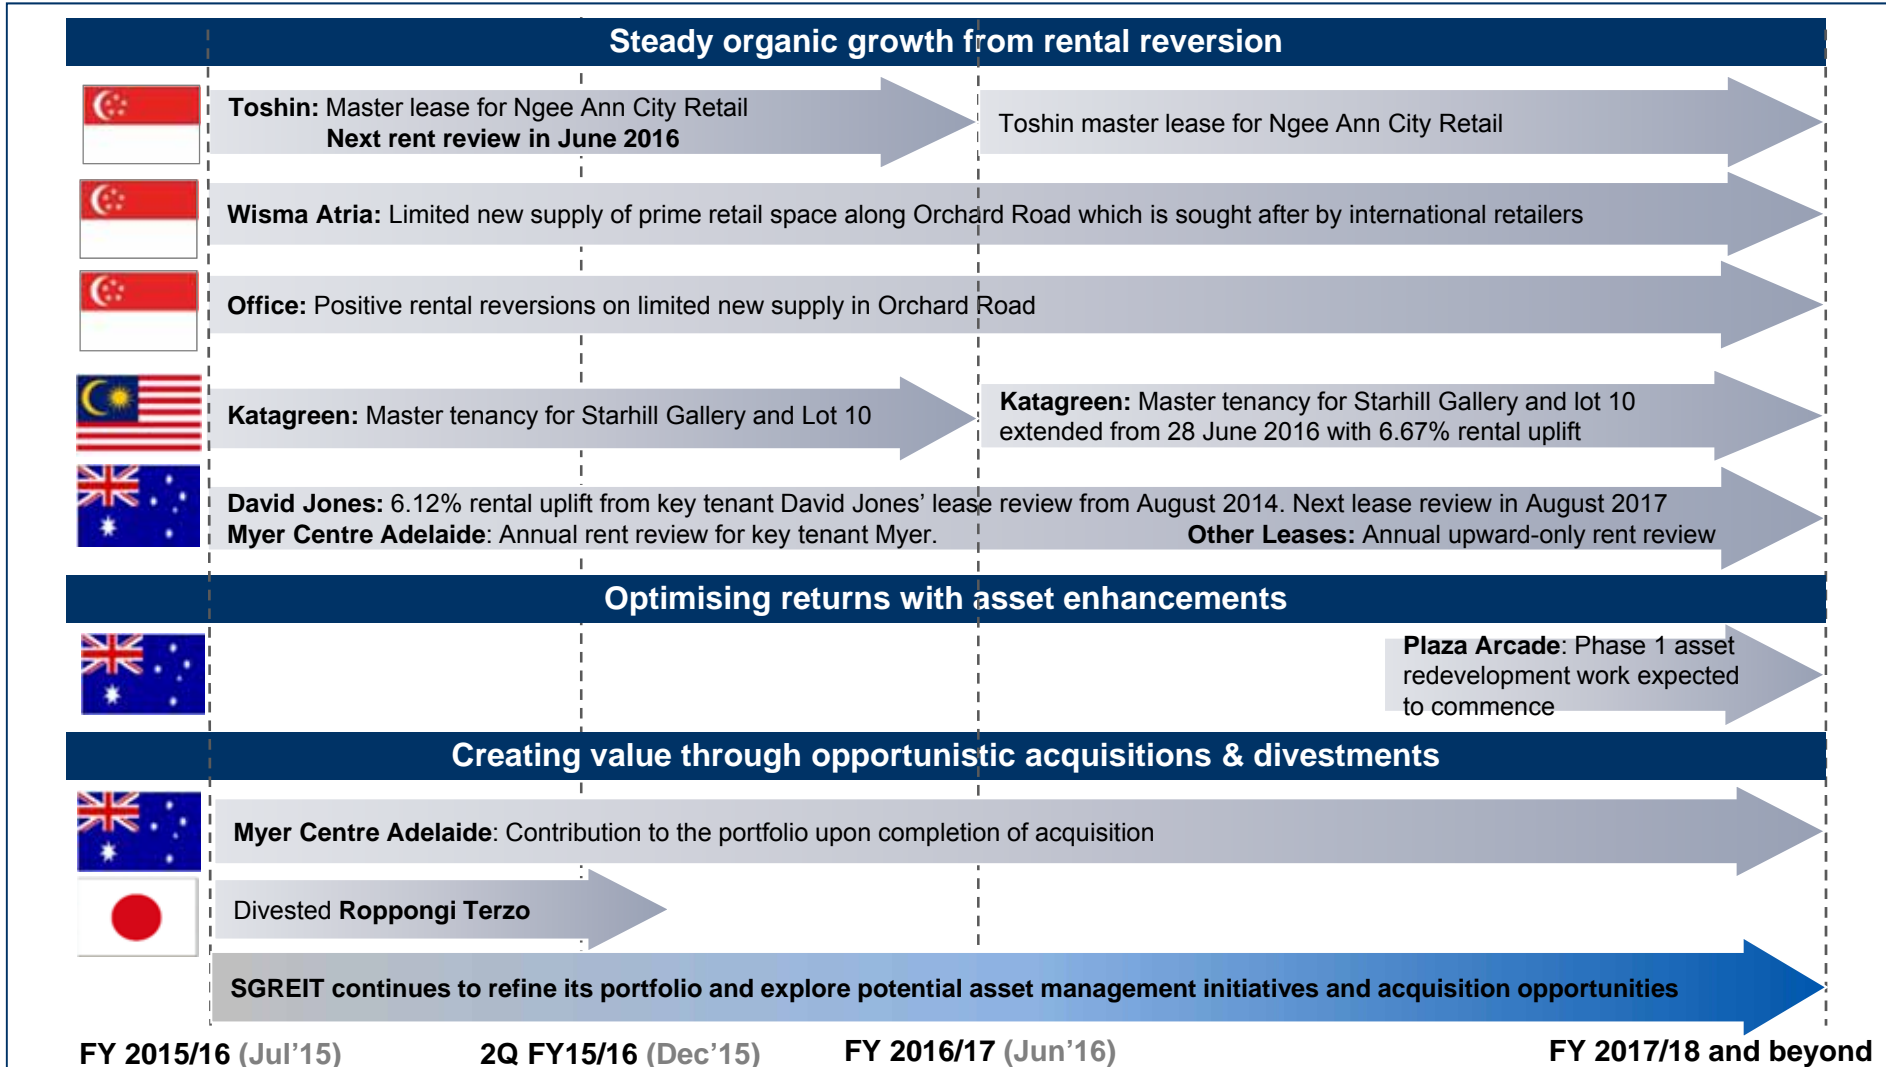 Steady organic growth from rental reversion
Toshin: Master lease for Ngee Ann City Retail
Next rent review in June 2016
Toshin master lease for Ngee Ann City Retail
Wisma Atria: Limited new supply of prime retail space along Orchard Road which is sought after by international retailers
Office: Positive rental reversions on limited new supply in Orchard Road
Katagreen: Master tenancy for Starhill Gallery and Lot 10
Katagreen: Master tenancy for Starhill Gallery and lot 10
extended from 28 June 2016 with 6.67% rental uplift
David Jones: 6.12% rental uplift from key tenant David Jones’ lease review from August 2014. Next lease review in August 2017
Myer Centre Adelaide: Annual rent review for key tenant Myer. Other Leases: Annual upward-only rent review
Optimising returns with asset enhancements
Plaza Arcade: Phase 1 asset
redevelopment work expected
to commence
Creating value through opportunistic acquisitions & divestments
Myer Centre Adelaide: Contribution to the portfolio upon completion of acquisition
Divested Roppongi Terzo
SGREIT continues to refine its portfolio and explore potential asset management initiatives and acquisition opportunities
FY 2015/16 (Jul’15) 2Q FY15/16 (Dec’15) FY 2016/17 (Jun’16) FY 2017/18 and beyond